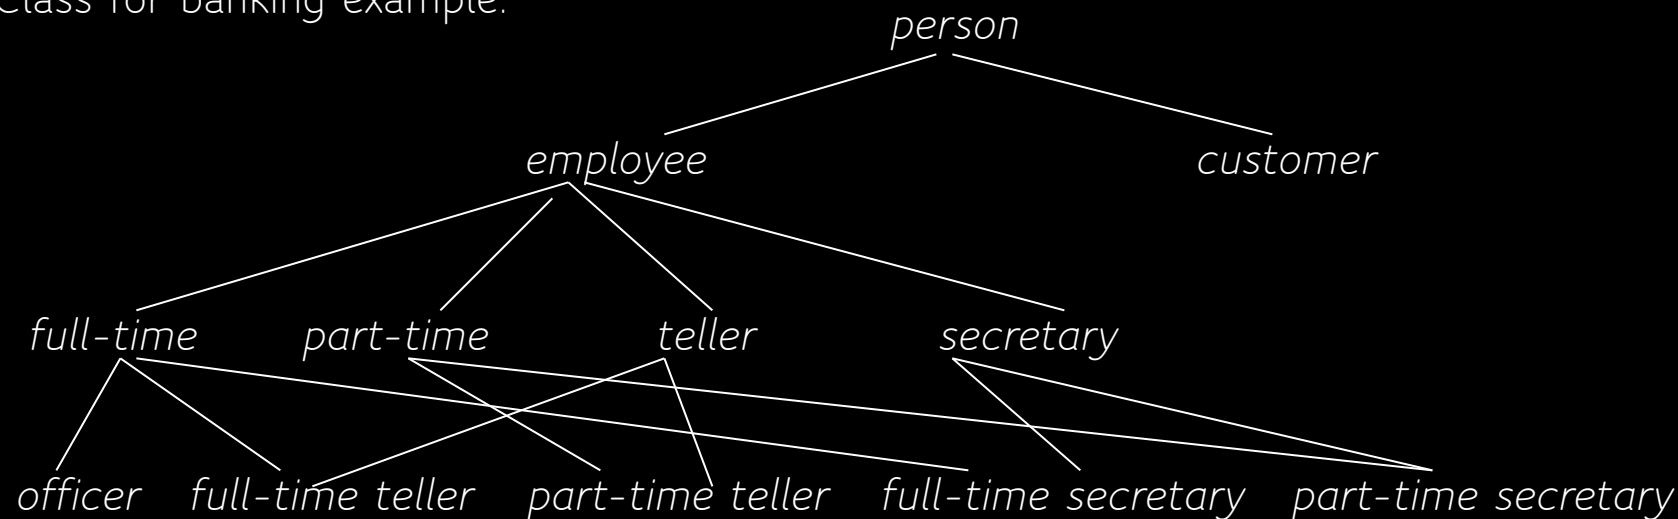 Class for banking example:
person
employee customer
full-time part-time teller secretary
officer full-time teller part-time teller full-time secretary part-time secretary